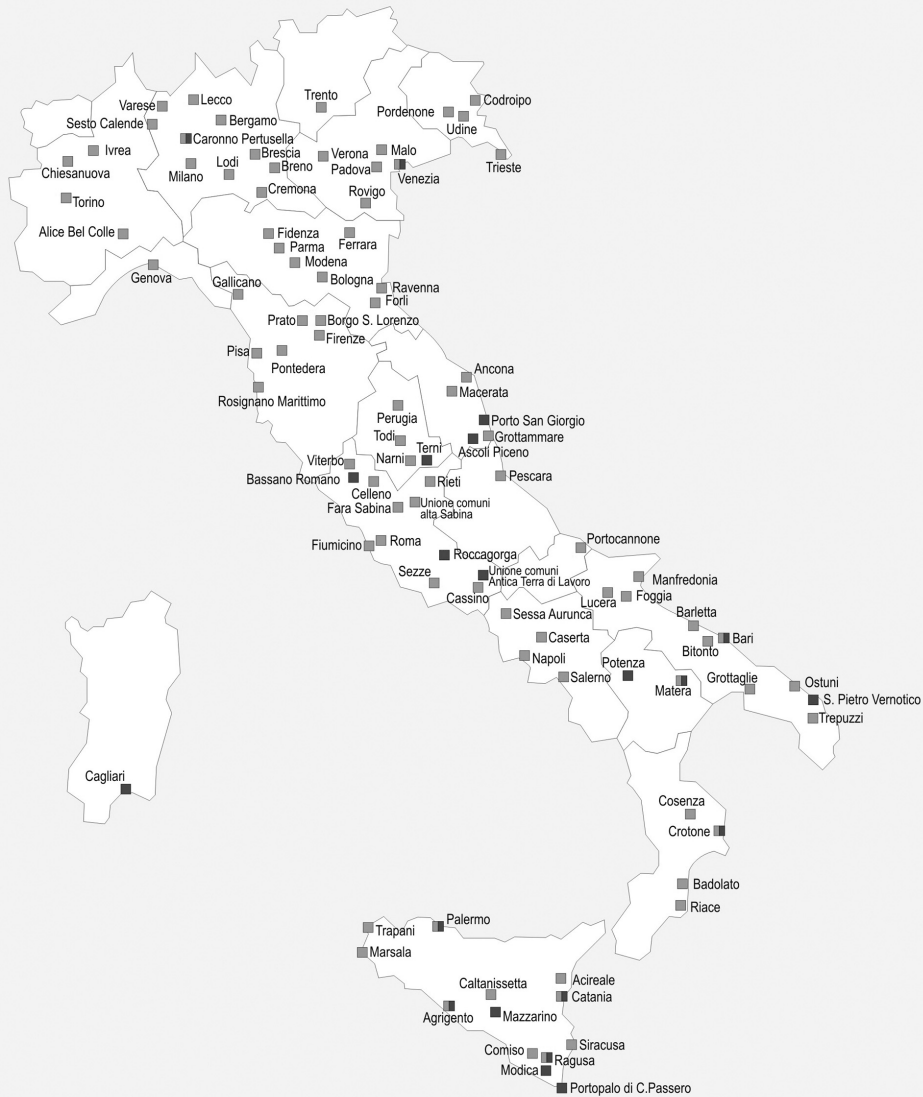 Trento
Codroipo
Varese
Lecco
Pordenone
Udine
Sesto Calende
Bergamo
Caronno Pertusella
Ivrea
Brescia
Verona
Malo
Trieste
Chiesanuova
Milano
Lodi
Breno
Padova
Venezia
Cremona
Rovigo
Torino
Alice Bel Colle
Fidenza
Ferrara
Parma
Modena
Genova
Gallicano
Bologna
Ravenna
Forli
Prato
Borgo S. Lorenzo
Firenze
Pisa
Pontedera
Ancona
Rosignano Marittimo
Macerata
Perugia
Porto San Giorgio
Todi
Grottammare
Terni
Ascoli Piceno
Viterbo
Narni
Bassano Romano
Celleno
Rieti
Pescara
Fara Sabina
Unione comuni
alta Sabina
Fiumicino
Roma
Portocannone
Roccagorga
Sezze
Unione comuni
Antica Terra di Lavoro
Cassino
Manfredonia
Lucera
Foggia
Sessa Aurunca
Barletta
Caserta
Bitonto
Bari
Napoli
Potenza
Salerno
Matera
Grottaglie
Ostuni
S. Pietro Vernotico
Trepuzzi
Cagliari
Cosenza
Crotone
Badolato
Riace
Trapani
Palermo
Marsala
Caltanissetta
Acireale
Catania
Agrigento
Mazzarino
Siracusa
Comiso
Ragusa
Modica
Portopalo di C.Passero